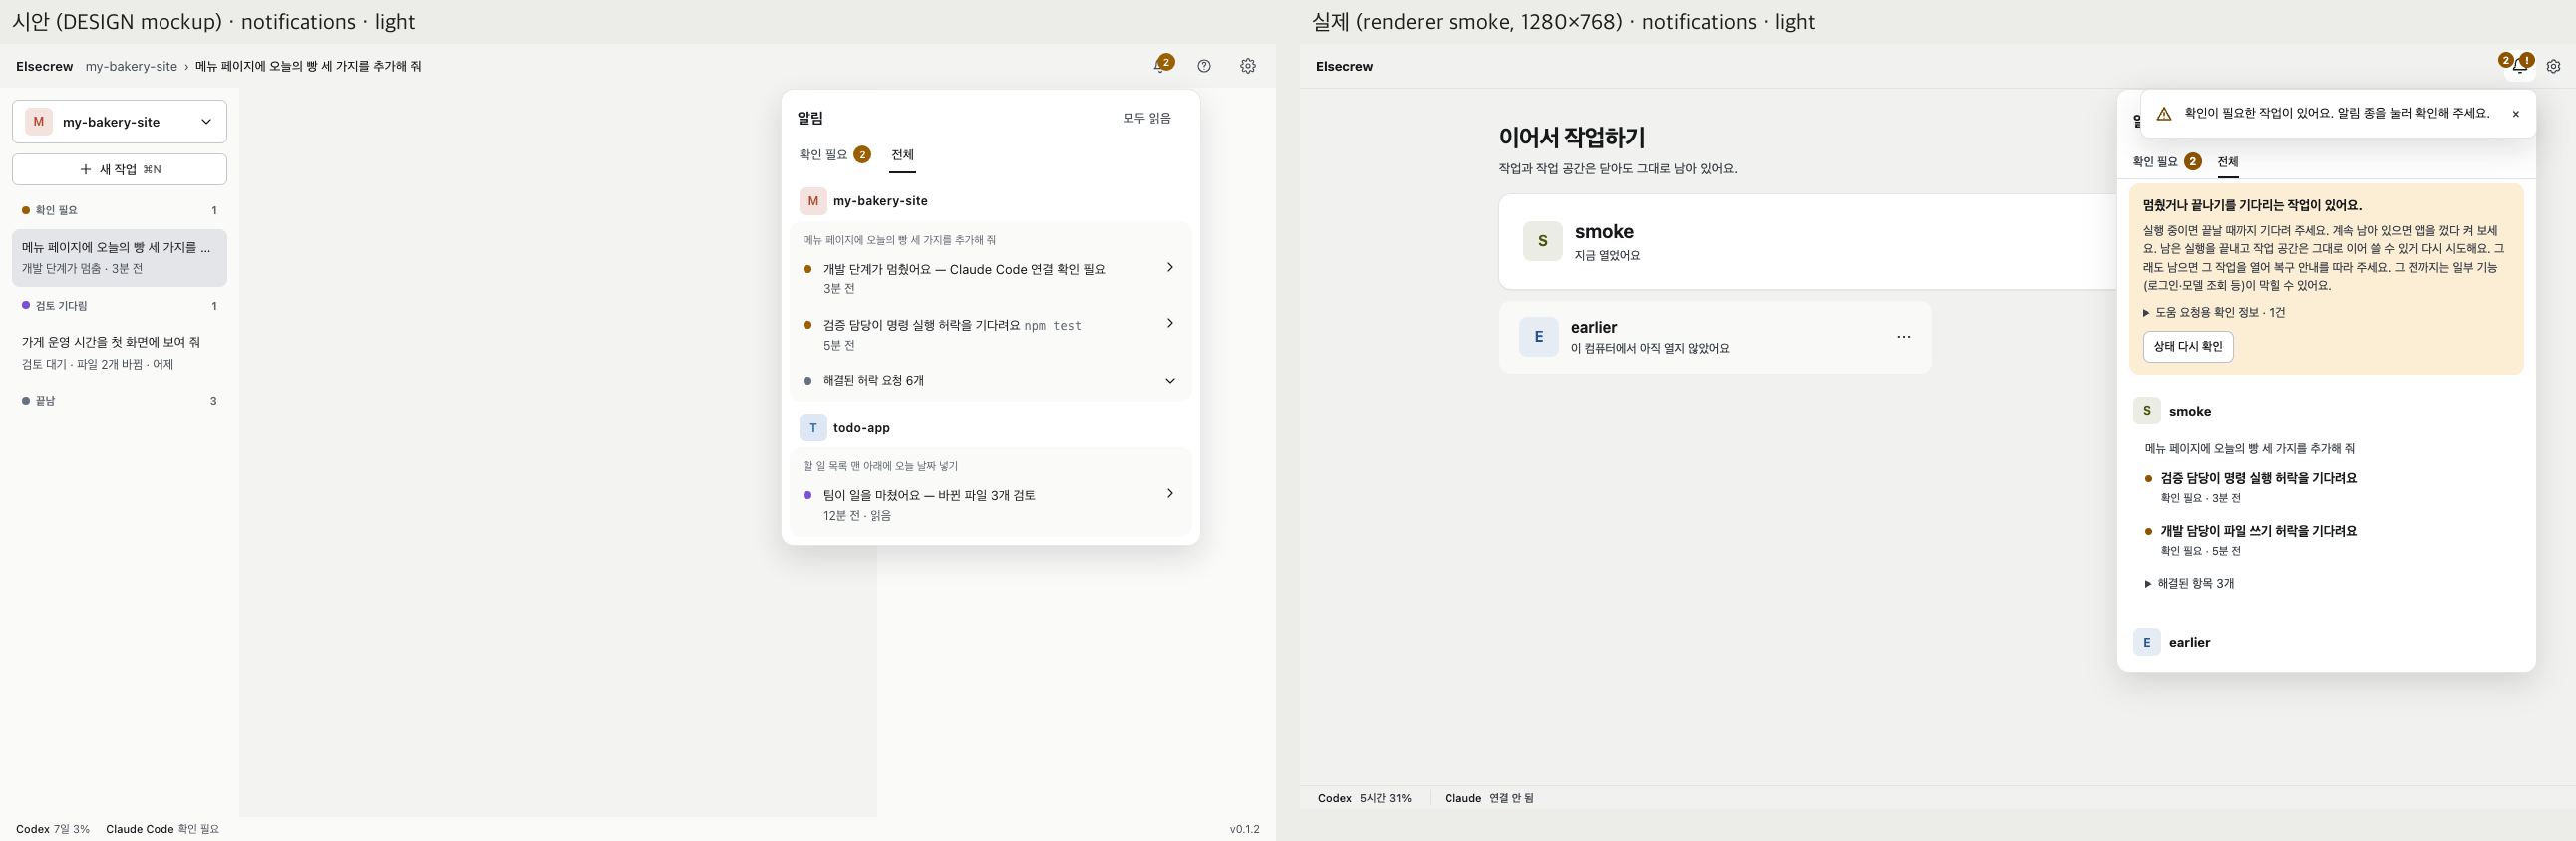 시안 (DESIGN mockup) · notifications · light
Elsecrew my-bakery-site › 메뉴 페이지에 오늘의 빵 세 가지를 추가해 줘
2
M my-bakery-site
+ 새 작업 ⌘N
확인 필요 1
메뉴 페이지에 오늘의 빵 세 가지를 ...
개발 단계가 멈춤 · 3분 전
검토 기다림 1
가게 운영 시간을 첫 화면에 보여 줘
검토 대기 · 파일 2개 바뀜 · 어제
끝남 3
알림 모두 읽음
확인 필요 2 전체
M my-bakery-site
메뉴 페이지에 오늘의 빵 세 가지를 추가해 줘
개발 단계가 멈췄어요 — Claude Code 연결 확인 필요
3분 전
검증 담당이 명령 실행 허락을 기다려요 npm test
5분 전
해결된 허락 요청 6개
T todo-app
할 일 목록 맨 아래에 오늘 날짜 넣기
팀이 일을 마쳤어요 — 바뀐 파일 3개 검토
12분 전 · 읽음
Codex 7일 3% Claude Code 확인 필요
v0.1.2
실제 (renderer smoke, 1280×768) · notifications · light
Elsecrew
2 !
이어서 작업하기
작업과 작업 공간은 닫아도 그대로 남아 있어요.
S smoke
지금 열었어요
E earlier
이 컴퓨터에서 아직 열지 않았어요
...
확인이 필요한 작업이 있어요. 알림 종을 눌러 확인해 주세요. ×
확인 필요 2 전체
멈췄거나 끝나기를 기다리는 작업이 있어요.
실행 중이면 끝날 때까지 기다려 주세요. 계속 남아 있으면 앱을 껐다 켜 보세
요. 남은 실행을 끝내고 작업 공간은 그대로 이어 쓸 수 있게 다시 시도해요. 그
래도 남으면 그 작업을 열어 복구 안내를 따라 주세요. 그 전까지는 일부 기능
(로그인·모델 조회 등)이 막힐 수 있어요.
▶ 도움 요청용 확인 정보 · 1건
상태 다시 확인
S smoke
메뉴 페이지에 오늘의 빵 세 가지를 추가해 줘
검증 담당이 명령 실행 허락을 기다려요
확인 필요 · 3분 전
개발 담당이 파일 쓰기 허락을 기다려요
확인 필요 · 5분 전
▶ 해결된 항목 3개
E earlier
Codex 5시간 31% Claude 연결 안 됨